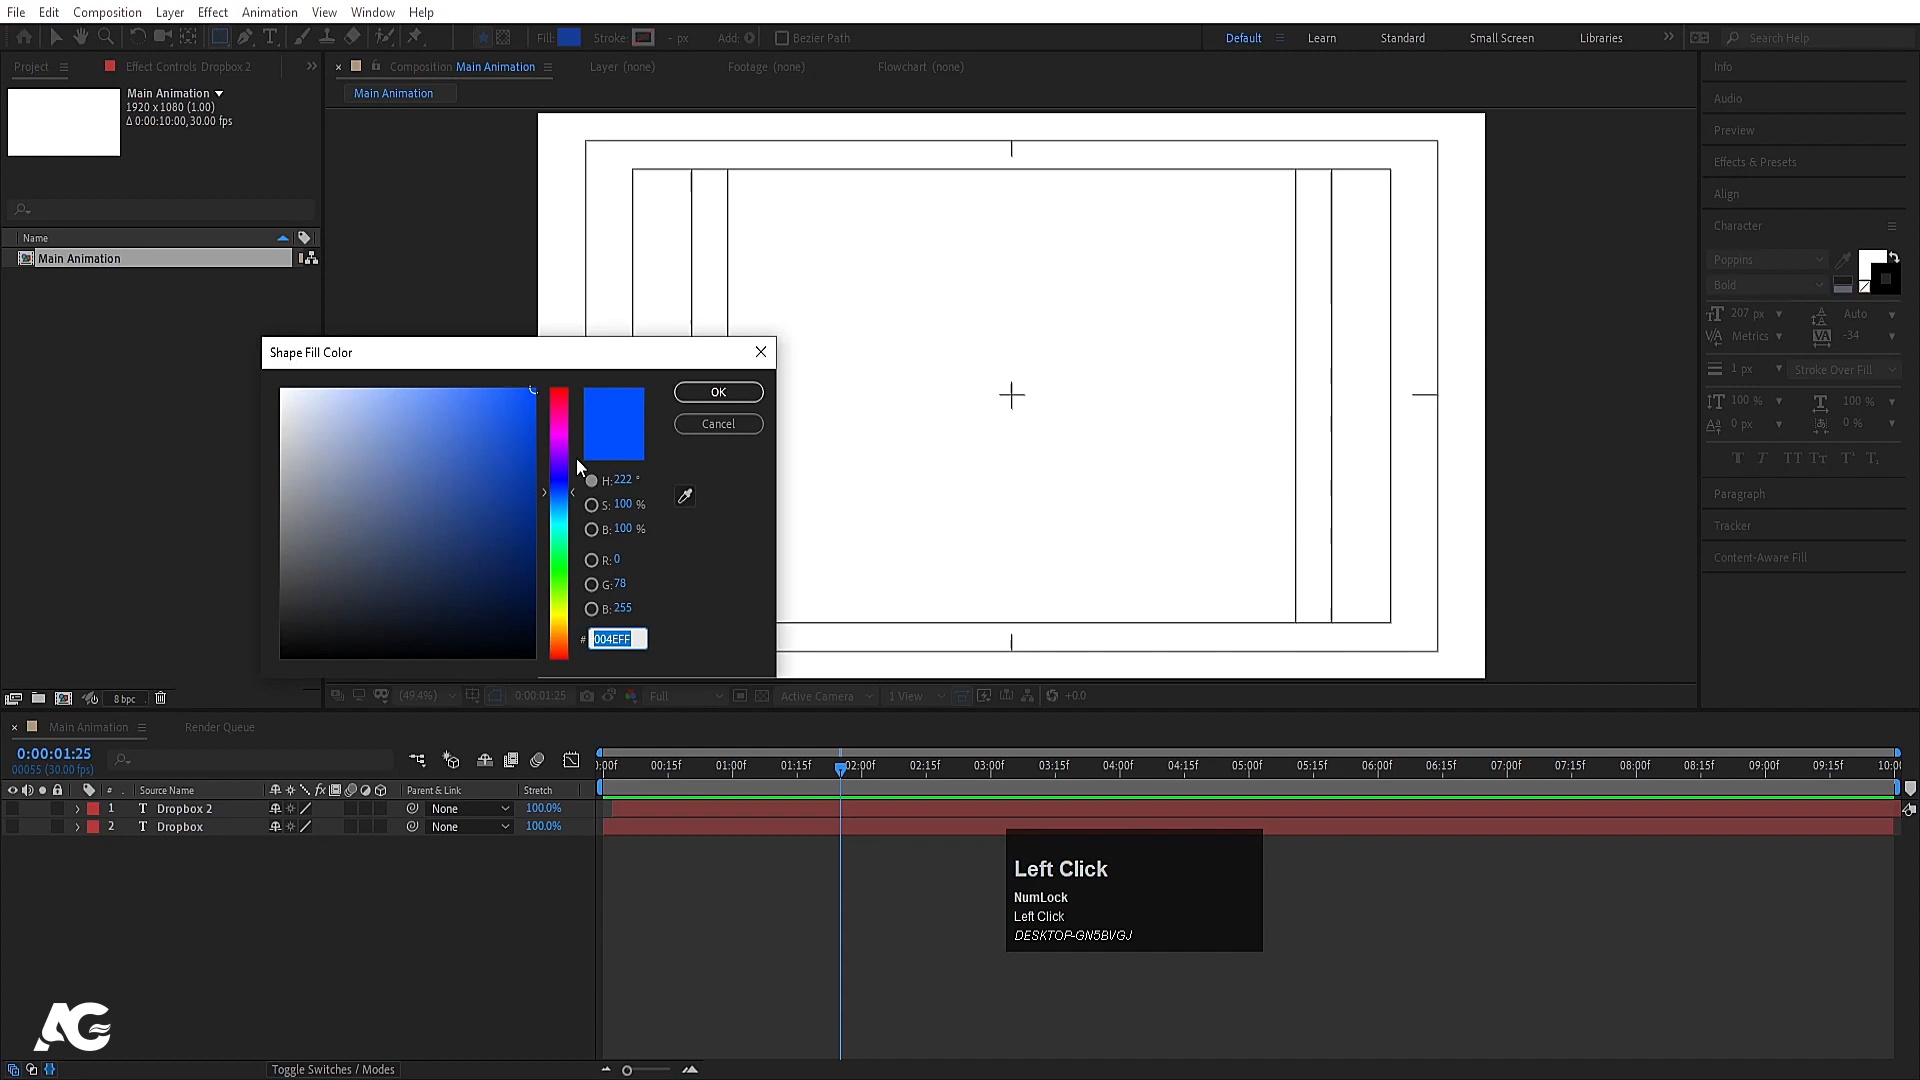 File Edit Composition Layer Effect Animation View Window Help
Fill: Stroke: - px Add: Bezier Path Default Learn Standard Small Screen Libraries Search Help
Project Effect Controls Dropbox 2 Composition Main Animation Layer (none) Footage (none) Flowchart (none) Info
Main Animation
1920 x 1080 (1.00)
Δ 0:00:10:00, 30.00 fps
Main Animation
Audio
Preview
Effects & Presets
Align
Character
Poppins
Bold
207 px Auto
Metrics -34
1 px Stroke Over Fill
100 % 100 %
0 px 0 %
T T TT Tт T¹ T₁
Paragraph
Tracker
Content-Aware Fill
Name
Main Animation
Shape Fill Color
OK
Cancel
H: 222 °
S: 100 %
B: 100 %
R: 0
G: 78
B: 255
# 004EFF
8 bpc
(49.4%) 0:00:01:25 Full Active Camera 1 View +0.0
Main Animation Render Queue
0:00:01:25
00055 (30.00 fps)
):00f 00:15f 01:00f 01:15f 02:00f 02:15f 03:00f 03:15f 04:00f 04:15f 05:00f 05:15f 06:00f 06:15f 07:00f 07:15f 08:00f 08:15f 09:00f 09:15f 10:00
# Source Name fx Parent & Link Stretch
1 T Dropbox 2 None 100.0%
2 T Dropbox None 100.0%
Left Click
NumLock
Left Click
DESKTOP-GN5BVGJ
AG
Toggle Switches / Modes